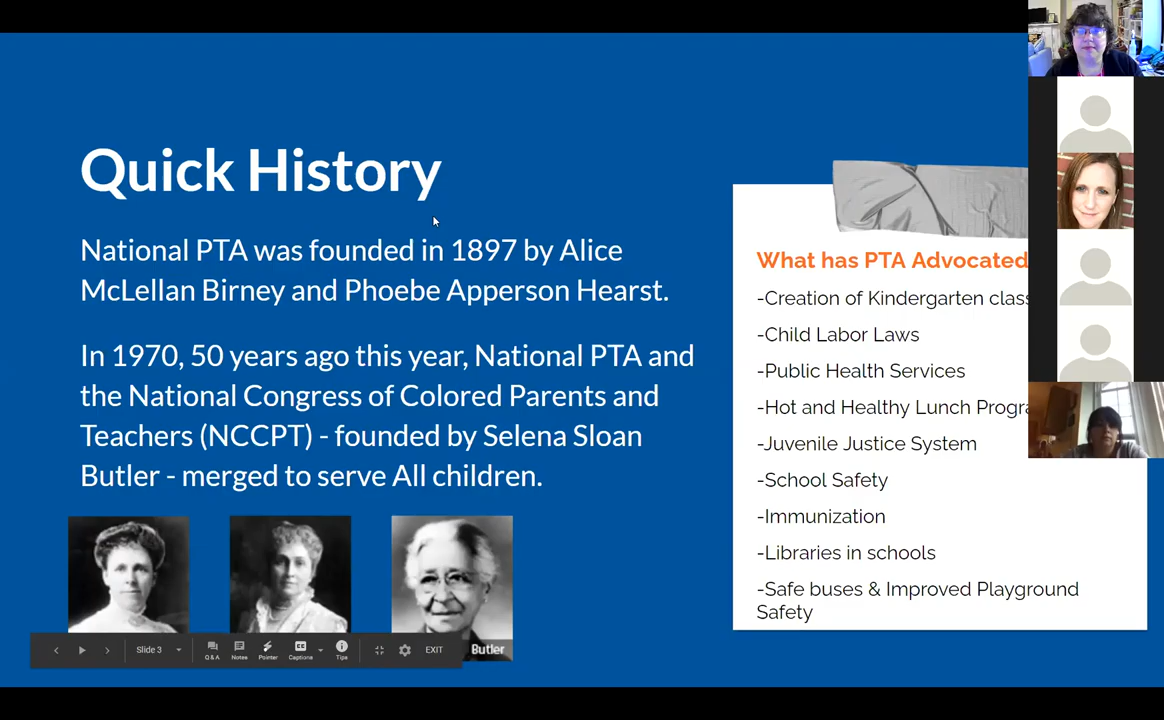 Quick History
National PTA was founded in 1897 by Alice
McLellan Birney and Phoebe Apperson Hearst.
In 1970, 50 years ago this year, National PTA and
the National Congress of Colored Parents and
Teachers (NCCPT) - founded by Selena Sloan
Butler - merged to serve All children.
Butler
What has PTA Advocated
-Creation of Kindergarten
-Child Labor Laws
-Public Health Services
-Hot and Healthy Lunch
-Juvenile Justice System
-School Safety
-Immunization
-Libraries in schools
-Safe buses & Improved Playground
Safety
Slide 3
Q & A
Notes
Pointer
Captions
Tips
EXIT